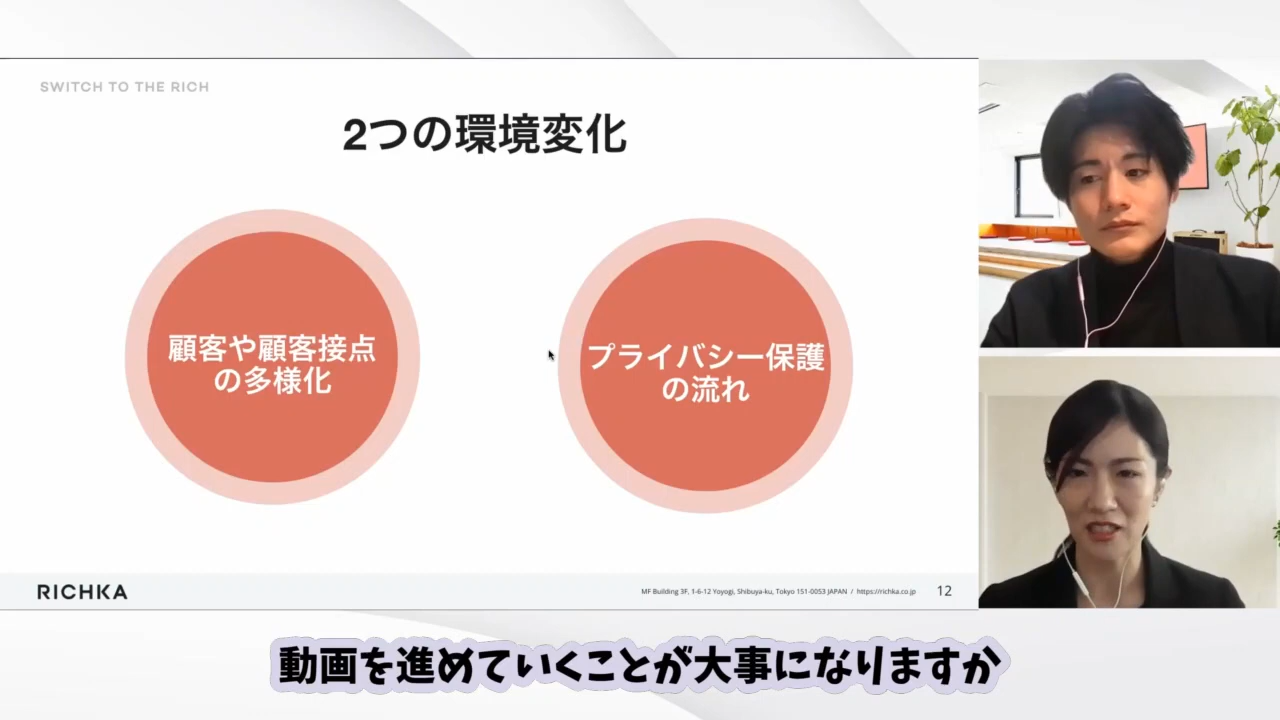 SWITCH TO THE RICH
2つの環境変化
顧客や顧客接点
の多様化
プライバシー保護
の流れ
RICHKA
MF Building 3F, 1-6-12 Yoyogi, Shibuya-ku, Tokyo 151-0053 JAPAN / https://richka.co.jp
12
動画を進めていくことが大事になりますか